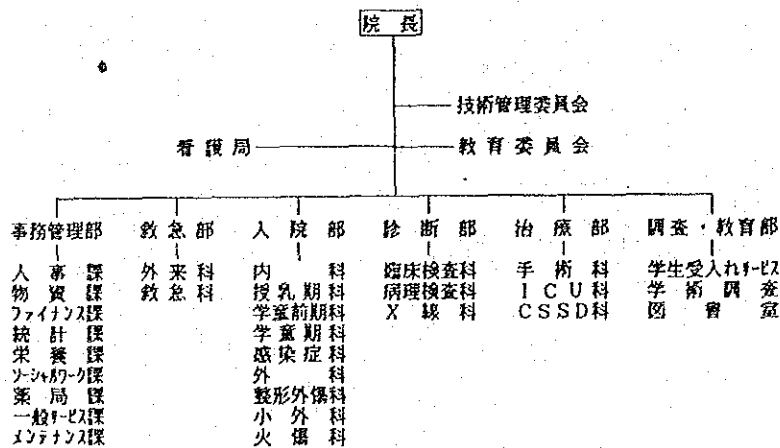 院長
技術管理委員会
看護局 教育委員会
事務管理部 救急部 入院部 診断部 治療部 調査・教育部
人事課 外来科 内科 臨床検査科 手術科 学生受入れサービス
物資課 救急科 授乳期科 病理検査科 ICU科 学術調査
ファイナンス課 学童前期科 X線科 CSSD科 図書室
統計課 学童期科
栄養課 感染症科
ソーシャルワーク課 外科
薬局課 整形外傷科
一般サービス課 小外科
メンテナンス課 火傷科